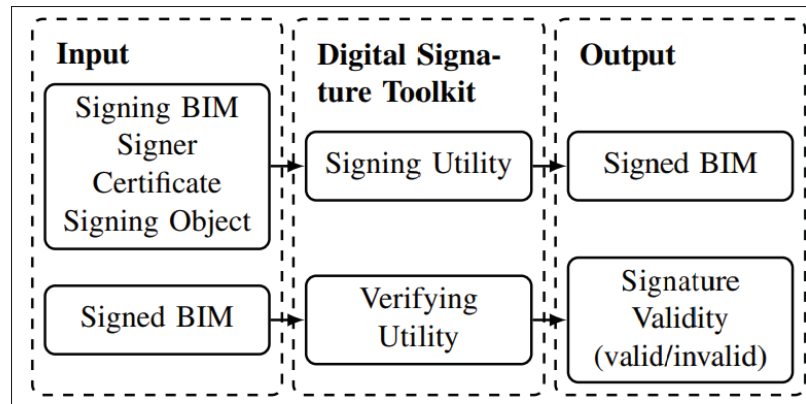 Input
Signing BIM
Signer
Certificate
Signing Object
Signed BIM
Digital Signa-
ture Toolkit
Signing Utility
Verifying
Utility
Output
Signed BIM
Signature
Validity
(valid/invalid)